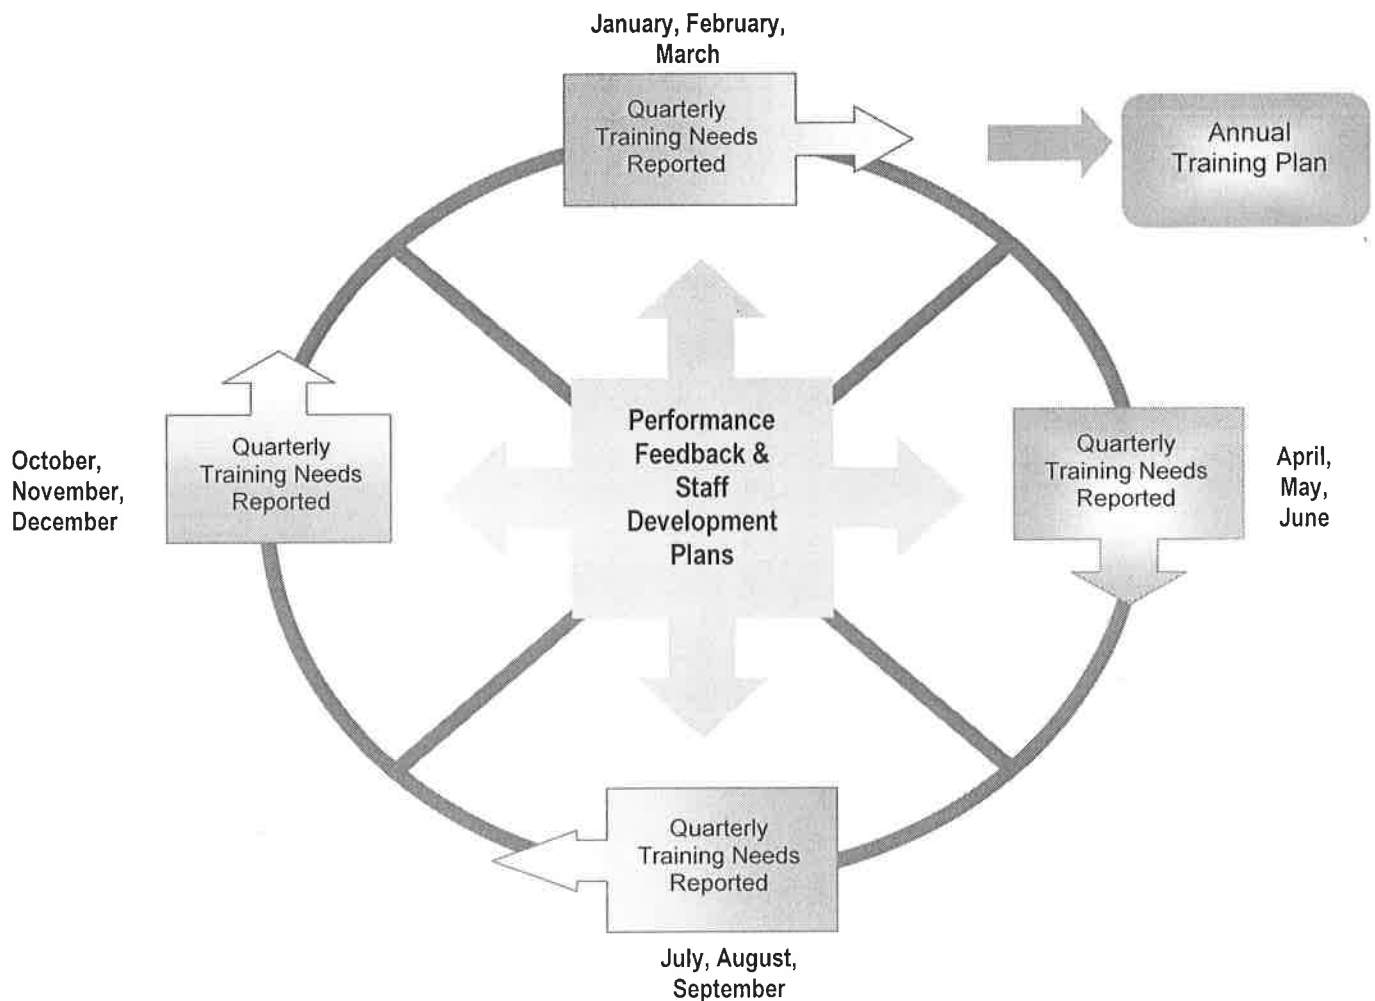 January, February,
March
Quarterly
Training Needs
Reported
Annual
Training Plan
Performance
Feedback &
Staff
Development
Plans
October,
November,
December
Quarterly
Training Needs
Reported
Quarterly
Training Needs
Reported
April,
May,
June
Quarterly
Training Needs
Reported
July, August,
September